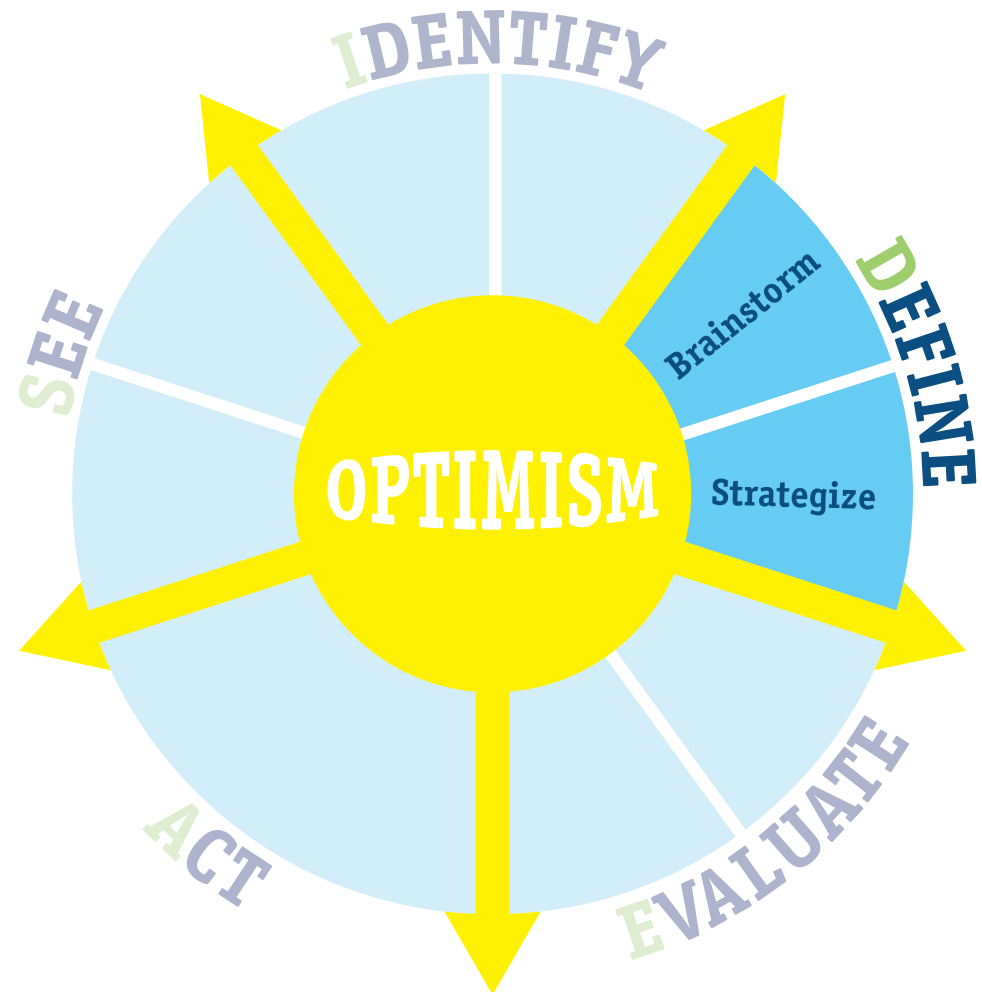 IDENTIFY
DEFINE
Brainstorm
Strategize
EVALUATE
ACT
SEE
OPTIMISM